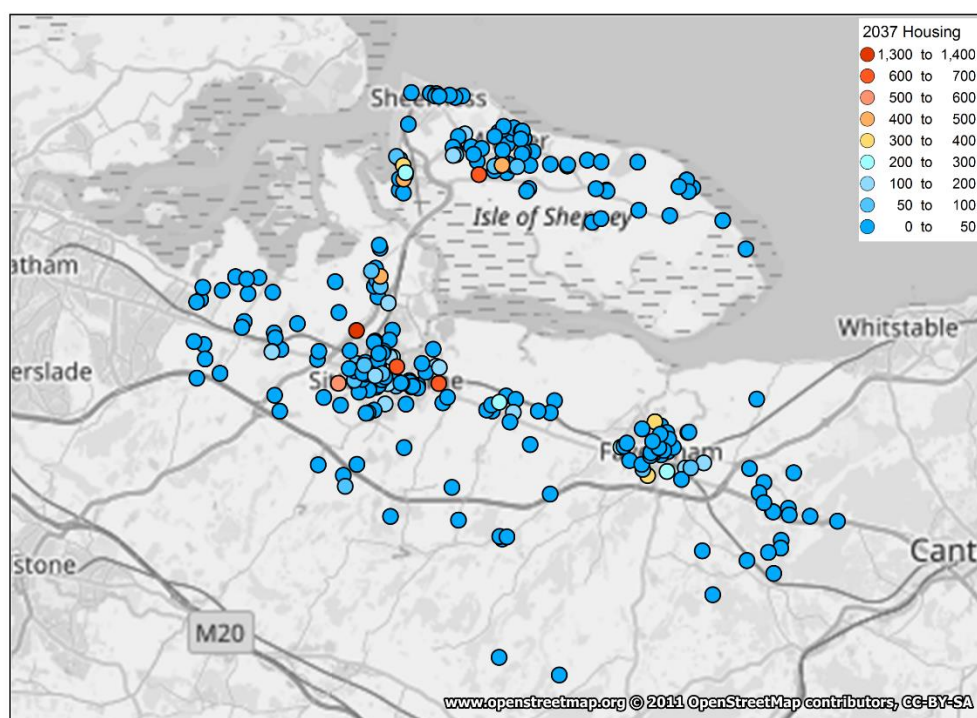 2037 Housing
1,300 to 1,400
600 to 700
500 to 600
400 to 500
300 to 400
200 to 300
100 to 200
50 to 100
0 to 50
Isle of Sheppey
atham
Whitstable
erslade
Cant
stone
M20
www.openstreetmap.org © 2011 OpenStreetMap contributors, CC-BY-SA